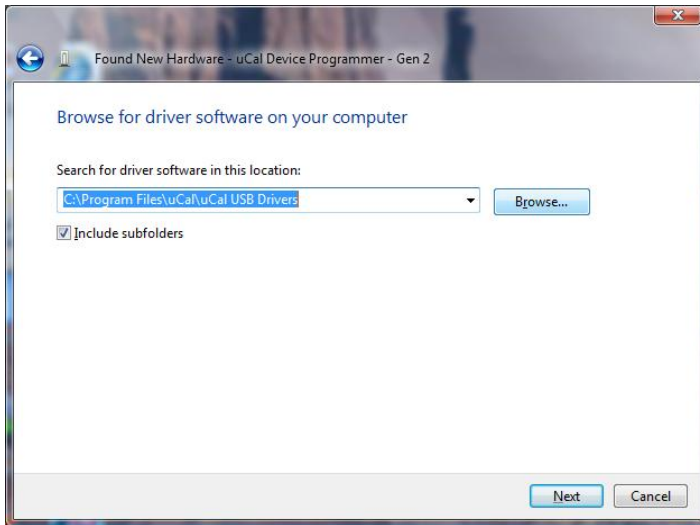 Found New Hardware - uCal Device Programmer - Gen 2
Browse for driver software on your computer
Search for driver software in this location:
C:\Program Files\uCal\uCal USB Drivers
Browse...
Include subfolders
Next
Cancel